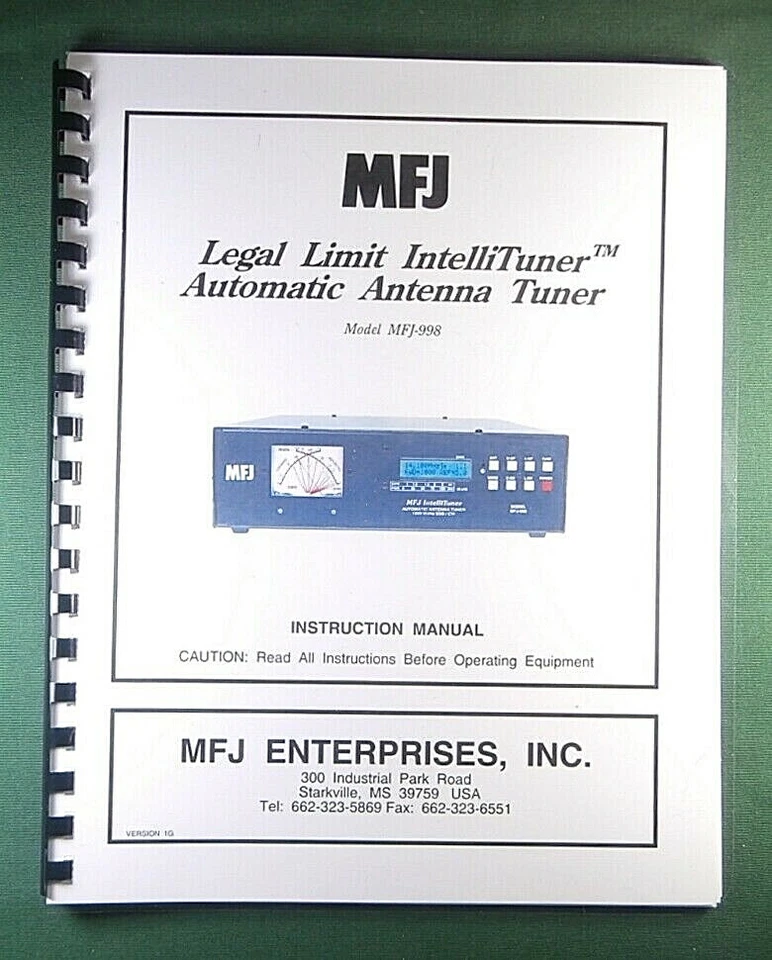 MFJ
Legal Limit IntelliTuner™
Automatic Antenna Tuner
Model MFJ-998
MFJ
MFJ IntelliTuner
AUTOMATIC ANTENNA TUNER
INSTRUCTION MANUAL
CAUTION: Read All Instructions Before Operating Equipment
MFJ ENTERPRISES, INC.
300 Industrial Park Road
Starkville, MS 39759 USA
Tel: 662-323-5869 Fax: 662-323-6551
VERSION 1G